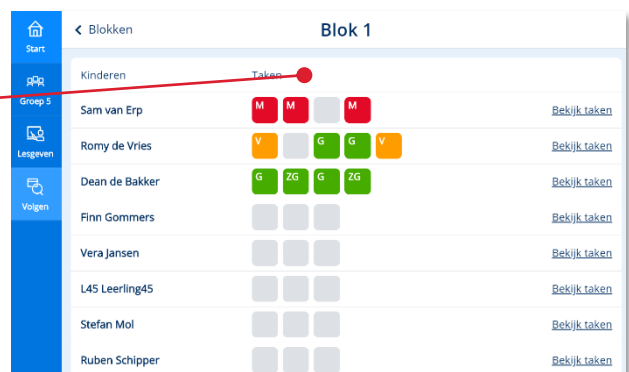 Start
Groep 5
Lesgeven
Volgen
Blokken
Blok 1
Kinderen Taken
Sam van Erp M M M Bekijk taken
Romy de Vries V G G V Bekijk taken
Dean de Bakker G ZG G ZG Bekijk taken
Finn Gommers Bekijk taken
Vera Jansen Bekijk taken
L45 Leerling45 Bekijk taken
Stefan Mol Bekijk taken
Ruben Schipper Bekijk taken